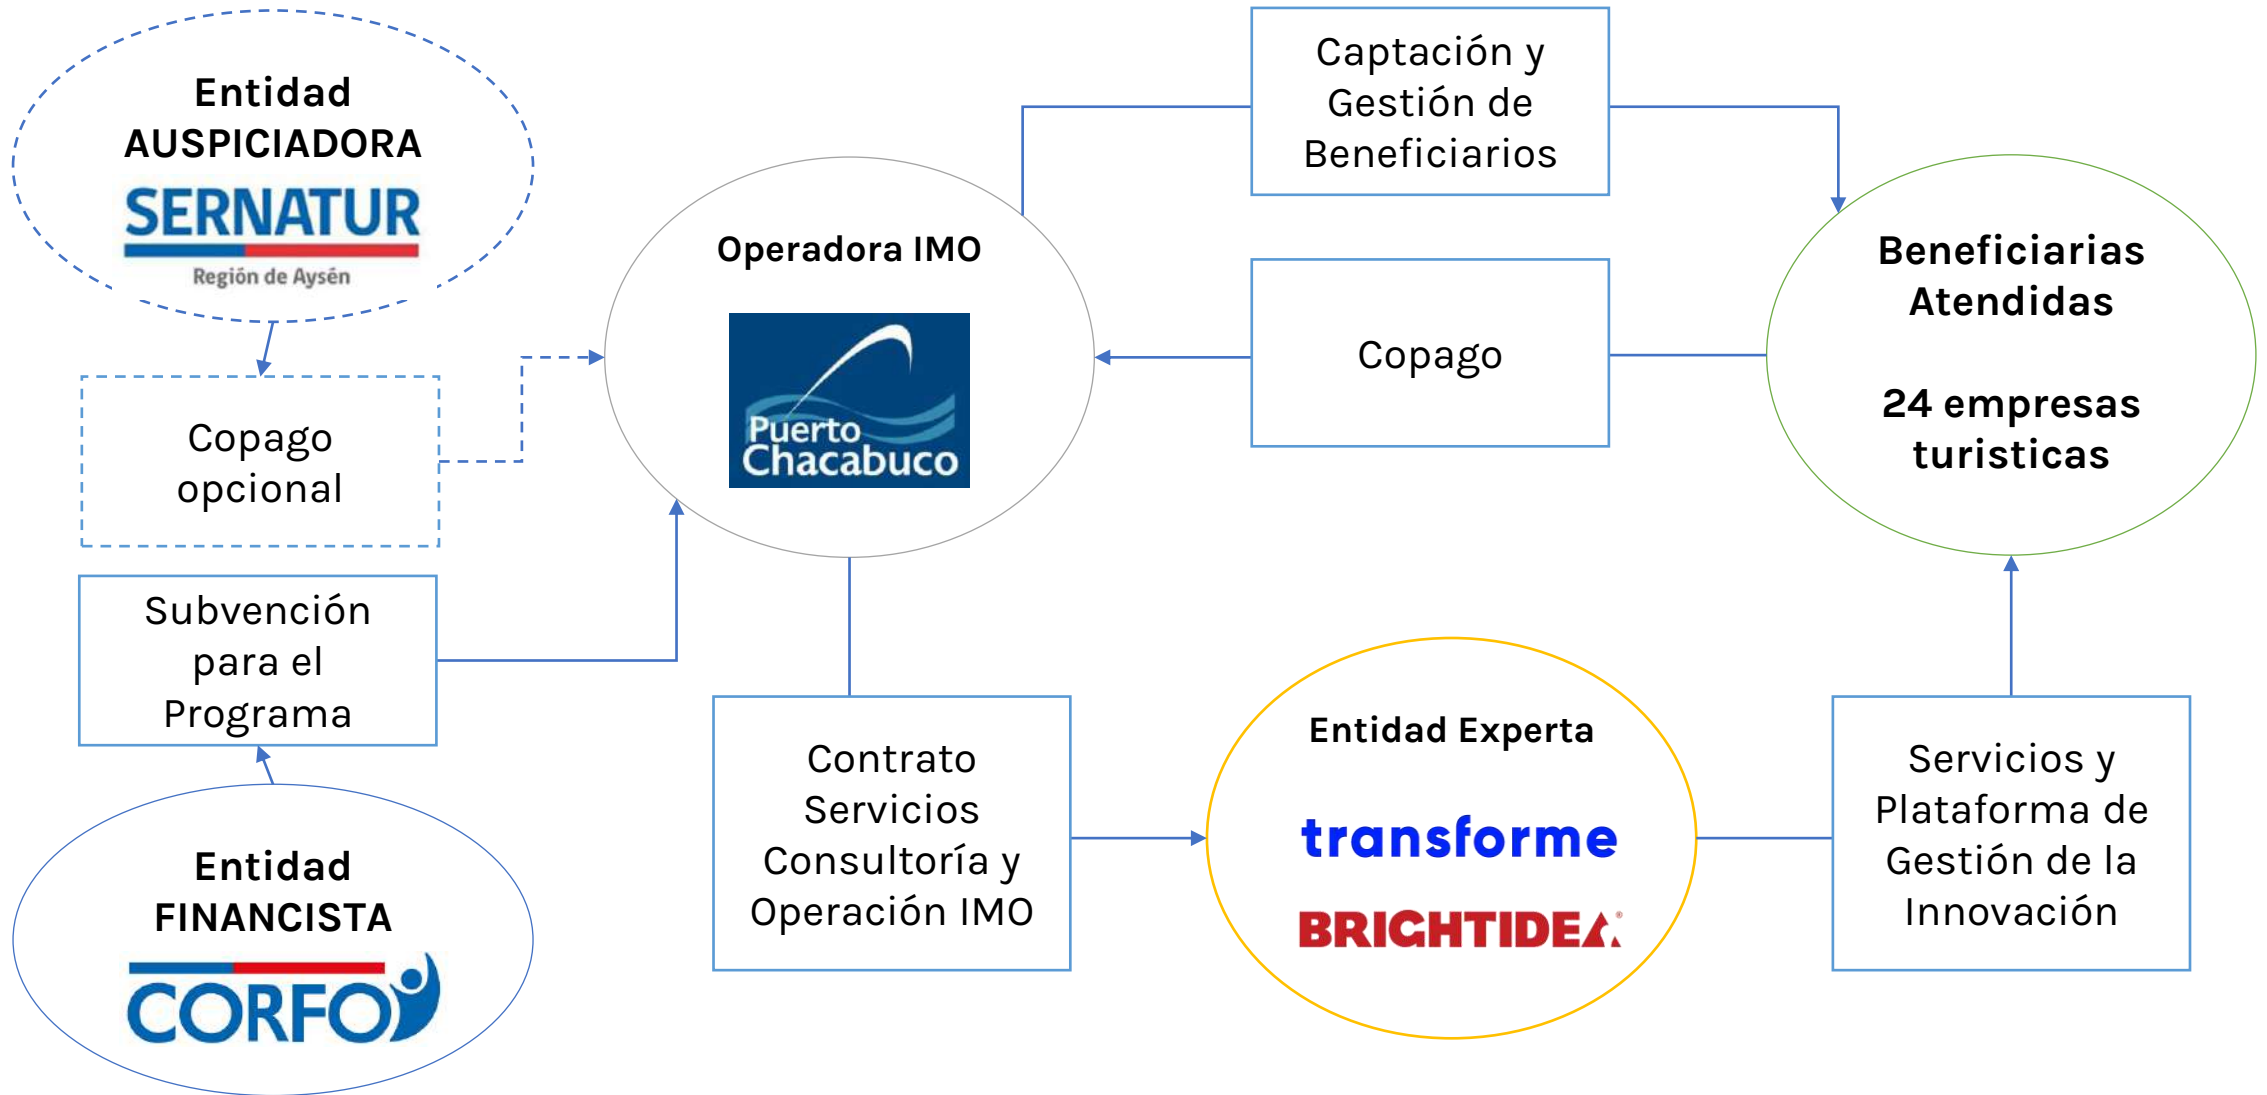 Entidad
AUSPICIADORA
SERNATUR
Región de Aysén
Copago
opcional
Subvención
para el
Programa
Entidad
FINANCISTA
CORFO
Operadora IMO
Puerto
Chacabuco
Contrato
Servicios
Consultoría y
Operación IMO
Captación y
Gestión de
Beneficiarios
Copago
Entidad Experta
transforme
BRIGHTIDEA®
Beneficiarias
Atendidas
24 empresas
turisticas
Servicios y
Plataforma de
Gestión de la
Innovación